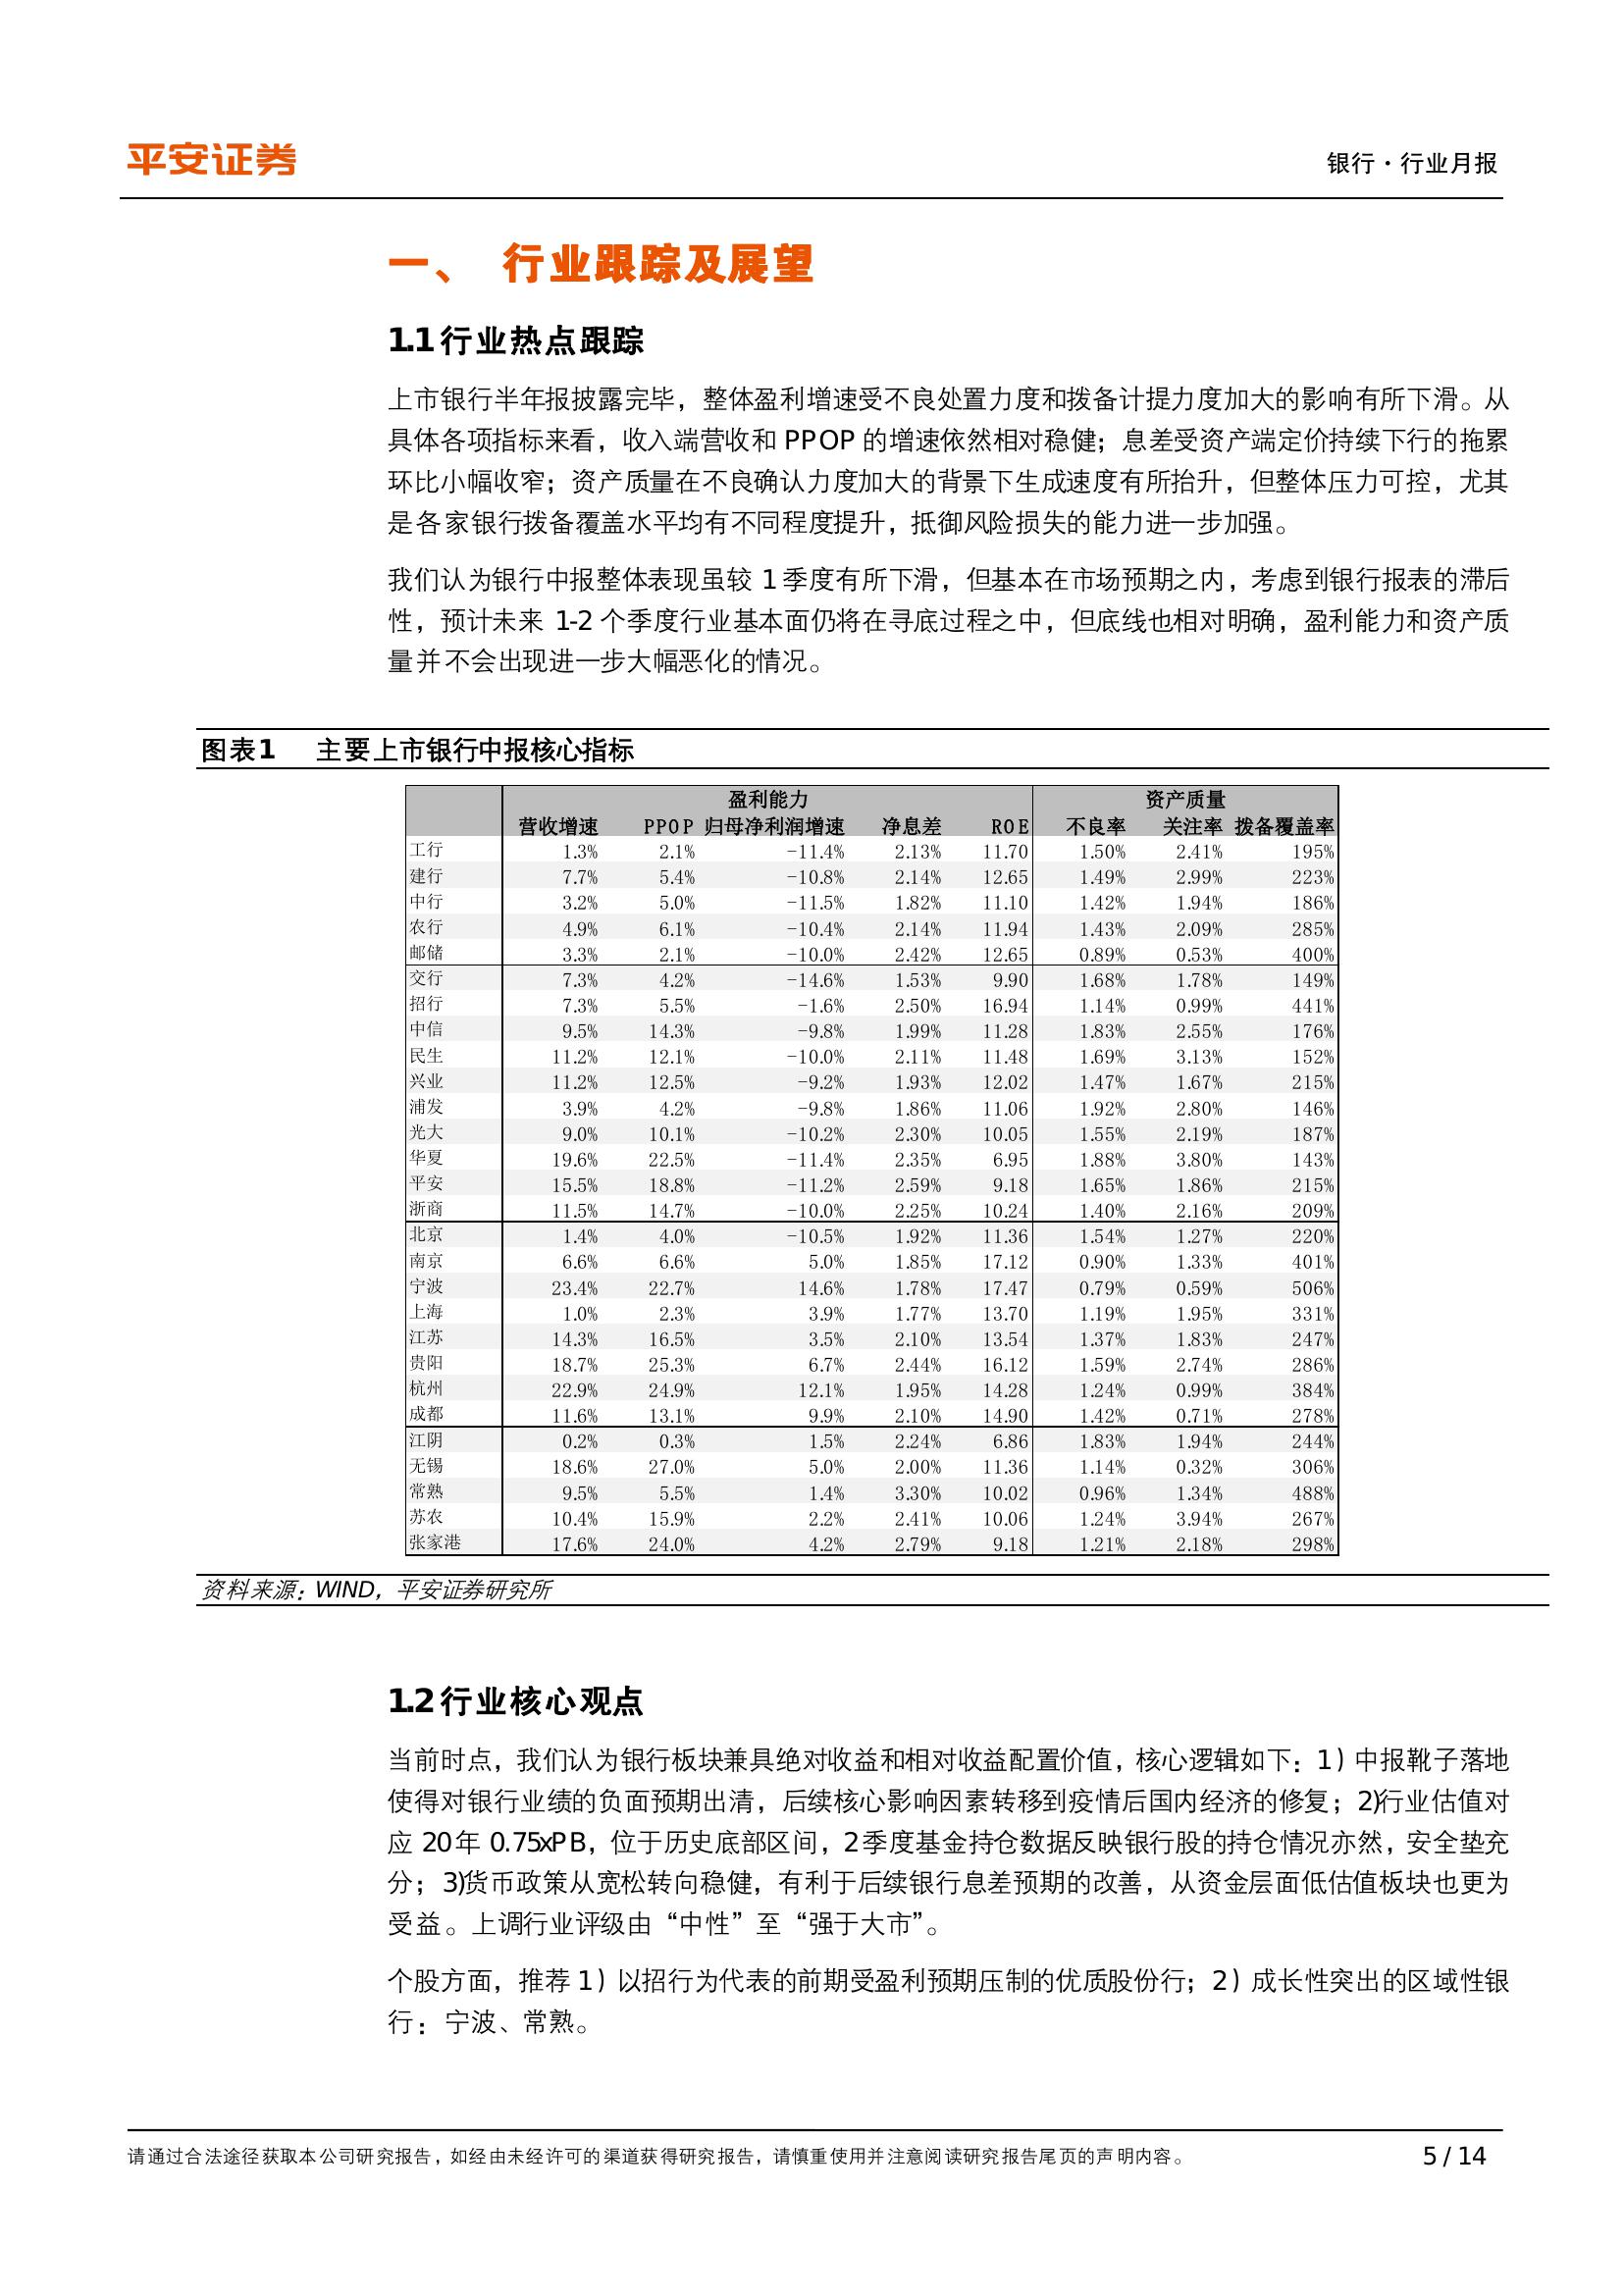 平安证券
银行·行业月报
一、 行业跟踪及展望
1.1 行业热点跟踪
上市银行半年报披露完毕，整体盈利增速受不良处置力度和拨备计提力度加大的影响有所下滑。从
具体各项指标来看，收入端营收和 PPOP 的增速依然相对稳健；息差受资产端定价持续下行的拖累
环比小幅收窄；资产质量在不良确认力度加大的背景下生成速度有所抬升，但整体压力可控，尤其
是各家银行拨备覆盖水平均有不同程度提升，抵御风险损失的能力进一步加强。
我们认为银行中报整体表现虽较 1 季度有所下滑，但基本在市场预期之内，考虑到银行报表的滞后
性，预计未来 1-2 个季度行业基本面仍将在寻底过程之中，但底线也相对明确，盈利能力和资产质
量并不会出现进一步大幅恶化的情况。
图表1 主要上市银行中报核心指标
盈利能力 资产质量
营收增速 PPOP 归母净利润增速 净息差 ROE 不良率 关注率 拨备覆盖率
工行 1.3% 2.1% -11.4% 2.13% 11.70 1.50% 2.41% 195%
建行 7.7% 5.4% -10.8% 2.14% 12.65 1.49% 2.99% 223%
中行 3.2% 5.0% -11.5% 1.82% 11.10 1.42% 1.94% 186%
农行 4.9% 6.1% -10.4% 2.14% 11.94 1.43% 2.09% 285%
邮储 3.3% 2.1% -10.0% 2.42% 12.65 0.89% 0.53% 400%
交行 7.3% 4.2% -14.6% 1.53% 9.90 1.68% 1.78% 149%
招行 7.3% 5.5% -1.6% 2.50% 16.94 1.14% 0.99% 441%
中信 9.5% 14.3% -9.8% 1.99% 11.28 1.83% 2.55% 176%
民生 11.2% 12.1% -10.0% 2.11% 11.48 1.69% 3.13% 152%
兴业 11.2% 12.5% -9.2% 1.93% 12.02 1.47% 1.67% 215%
浦发 3.9% 4.2% -9.8% 1.86% 11.06 1.92% 2.80% 146%
光大 9.0% 10.1% -10.2% 2.30% 10.05 1.55% 2.19% 187%
华夏 19.6% 22.5% -11.4% 2.35% 6.95 1.88% 3.80% 143%
平安 15.5% 18.8% -11.2% 2.59% 9.18 1.65% 1.86% 215%
浙商 11.5% 14.7% -10.0% 2.25% 10.24 1.40% 2.16% 209%
北京 1.4% 4.0% -10.5% 1.92% 11.36 1.54% 1.27% 220%
南京 6.6% 6.6% 5.0% 1.85% 17.12 0.90% 1.33% 401%
宁波 23.4% 22.7% 14.6% 1.78% 17.47 0.79% 0.59% 506%
上海 1.0% 2.3% 3.9% 1.77% 13.70 1.19% 1.95% 331%
江苏 14.3% 16.5% 3.5% 2.10% 13.54 1.37% 1.83% 247%
贵阳 18.7% 25.3% 6.7% 2.44% 16.12 1.59% 2.74% 286%
杭州 22.9% 24.9% 12.1% 1.95% 14.28 1.24% 0.99% 384%
成都 11.6% 13.1% 9.9% 2.10% 14.90 1.42% 0.71% 278%
江阴 0.2% 0.3% 1.5% 2.24% 6.86 1.83% 1.94% 244%
无锡 18.6% 27.0% 5.0% 2.00% 11.36 1.14% 0.32% 306%
常熟 9.5% 5.5% 1.4% 3.30% 10.02 0.96% 1.34% 488%
苏农 10.4% 15.9% 2.2% 2.41% 10.06 1.24% 3.94% 267%
张家港 17.6% 24.0% 4.2% 2.79% 9.18 1.21% 2.18% 298%
资料来源：WIND，平安证券研究所
1.2 行业核心观点
当前时点，我们认为银行板块兼具绝对收益和相对收益配置价值，核心逻辑如下：1）中报靴子落地
使得对银行业绩的负面预期出清，后续核心影响因素转移到疫情后国内经济的修复；2)行业估值对
应 20 年 0.75xPB，位于历史底部区间，2 季度基金持仓数据反映银行股的持仓情况亦然，安全垫充
分；3)货币政策从宽松转向稳健，有利于后续银行息差预期的改善，从资金层面低估值板块也更为
受益。上调行业评级由“中性”至“强于大市”。
个股方面，推荐 1）以招行为代表的前期受盈利预期压制的优质股份行；2）成长性突出的区域性银
行：宁波、常熟。
请通过合法途径获取本公司研究报告，如经由未经许可的渠道获得研究报告，请慎重使用并注意阅读研究报告尾页的声明内容。 5 / 14